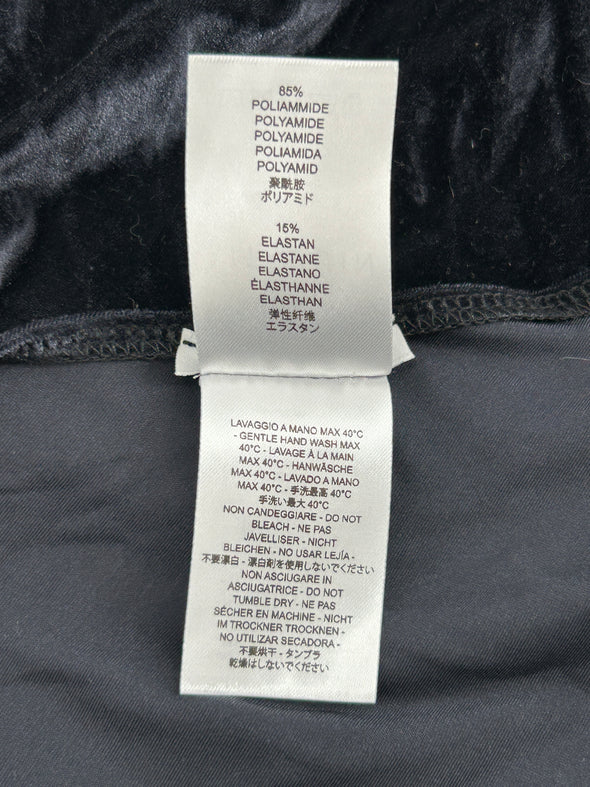 85%
POLIAMMIDE
POLYAMIDE
POLYAMIDE
POLIAMIDA
POLYAMID
聚酰胺
ポリアミド
15%
ELASTAN
ELASTANE
ELASTANO
ÉLASTHANNE
ELASTHAN
弹性纤维
エラスタン
LAVAGGIO A MANO MAX 40°C
- GENTLE HAND WASH MAX
40°C - LAVAGE À LA MAIN
MAX 40°C - HANWÄSCHE
MAX 40°C - LAVADO A MANO
MAX 40°C - 手洗最高 40°C
手洗い最大 40°C
NON CANDEGGIARE - DO NOT
BLEACH - NE PAS
JAVELLISER - NICHT
BLEICHEN - NO USAR LEJÍA -
不要漂白 - 漂白剤を使用しないでください
NON ASCIUGARE IN
ASCIUGATRICE - DO NOT
TUMBLE DRY - NE PAS
SÉCHER EN MACHINE - NICHT
IM TROCKNER TROCKNEN -
NO UTILIZAR SECADORA -
不要烘干 - タンブラ
乾燥はしないでください